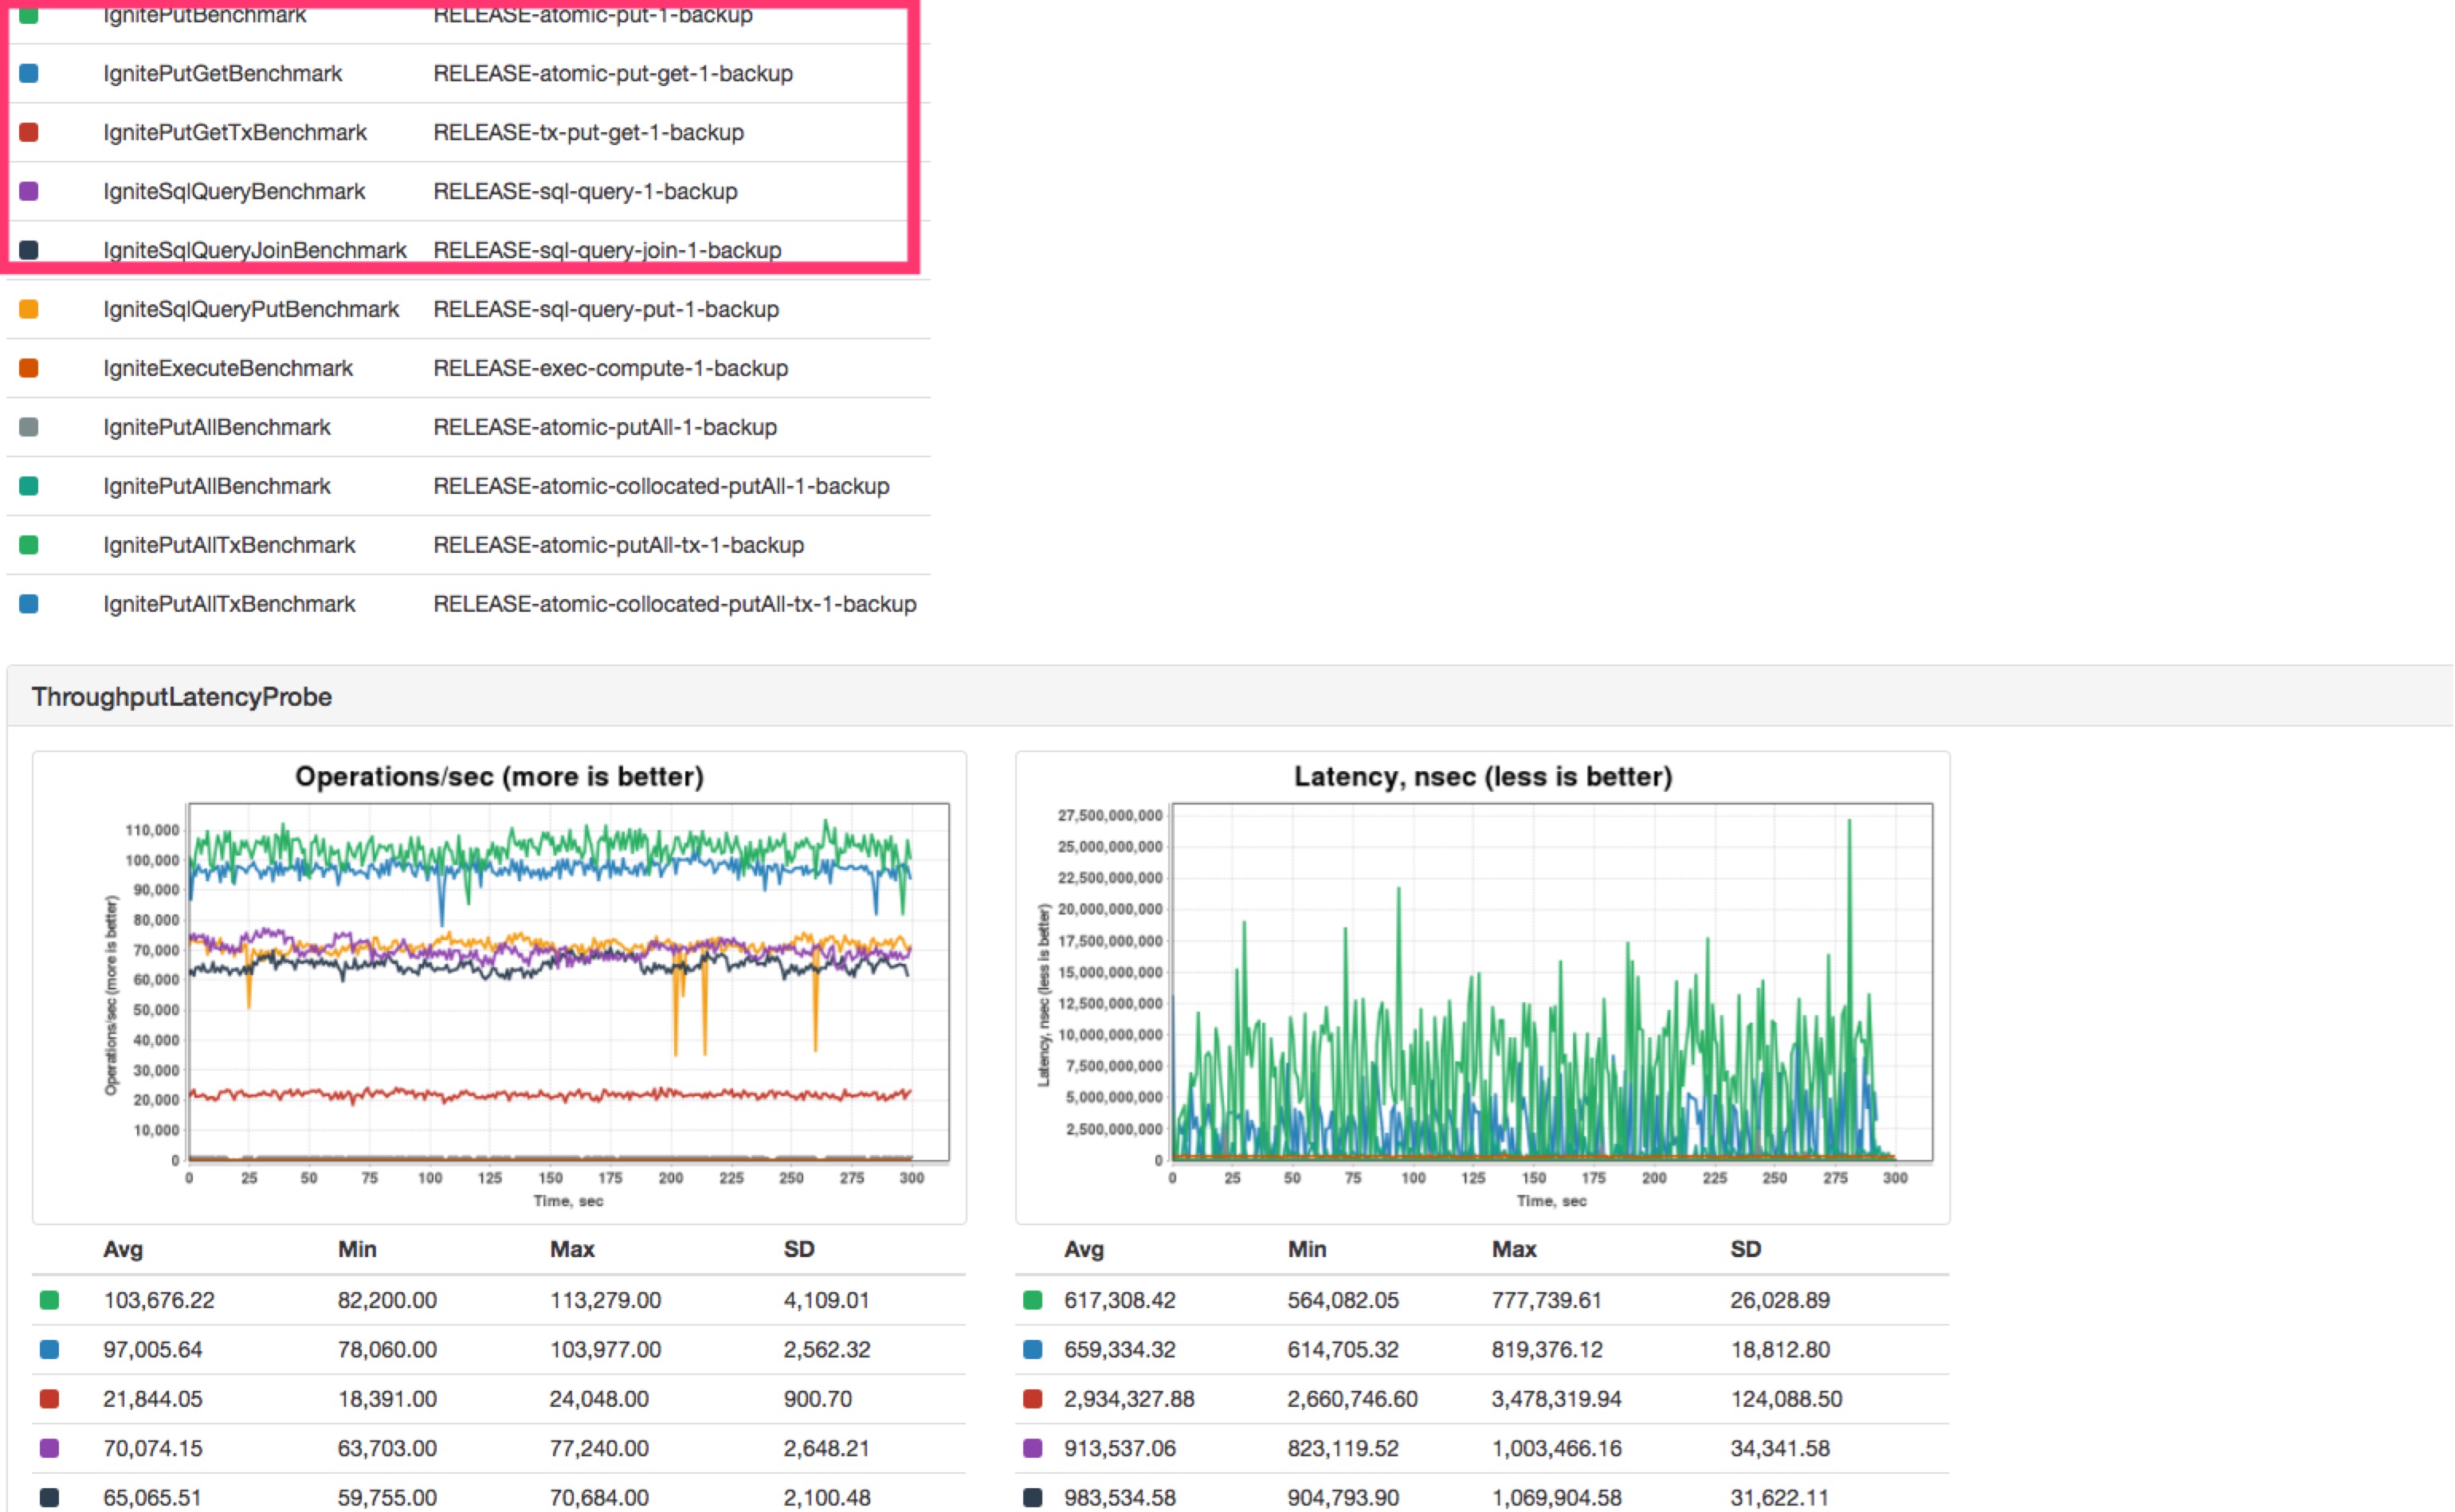 IgnitePutBenchmark RELEASE-atomic-put-1-backup
IgnitePutGetBenchmark RELEASE-atomic-put-get-1-backup
IgnitePutGetTxBenchmark RELEASE-tx-put-get-1-backup
IgniteSqlQueryBenchmark RELEASE-sql-query-1-backup
IgniteSqlQueryJoinBenchmark RELEASE-sql-query-join-1-backup
IgniteSqlQueryPutBenchmark RELEASE-sql-query-put-1-backup
IgniteExecuteBenchmark RELEASE-exec-compute-1-backup
IgnitePutAllBenchmark RELEASE-atomic-putAll-1-backup
IgnitePutAllBenchmark RELEASE-atomic-collocated-putAll-1-backup
IgnitePutAllTxBenchmark RELEASE-atomic-putAll-tx-1-backup
IgnitePutAllTxBenchmark RELEASE-atomic-collocated-putAll-tx-1-backup
ThroughputLatencyProbe
Operations/sec (more is better)
Operations/sec (more is better)
110,000
100,000
90,000
80,000
70,000
60,000
50,000
40,000
30,000
20,000
10,000
0
0 25 50 75 100 125 150 175 200 225 250 275 300
Time, sec
Latency, nsec (less is better)
Latency, nsec (less is better)
27,500,000,000
25,000,000,000
22,500,000,000
20,000,000,000
17,500,000,000
15,000,000,000
12,500,000,000
10,000,000,000
7,500,000,000
5,000,000,000
2,500,000,000
0
0 25 50 75 100 125 150 175 200 225 250 275 300
Time, sec
Avg Min Max SD
103,676.22 82,200.00 113,279.00 4,109.01
97,005.64 78,060.00 103,977.00 2,562.32
21,844.05 18,391.00 24,048.00 900.70
70,074.15 63,703.00 77,240.00 2,648.21
65,065.51 59,755.00 70,684.00 2,100.48
Avg Min Max SD
617,308.42 564,082.05 777,739.61 26,028.89
659,334.32 614,705.32 819,376.12 18,812.80
2,934,327.88 2,660,746.60 3,478,319.94 124,088.50
913,537.06 823,119.52 1,003,466.16 34,341.58
983,534.58 904,793.90 1,069,904.58 31,622.11